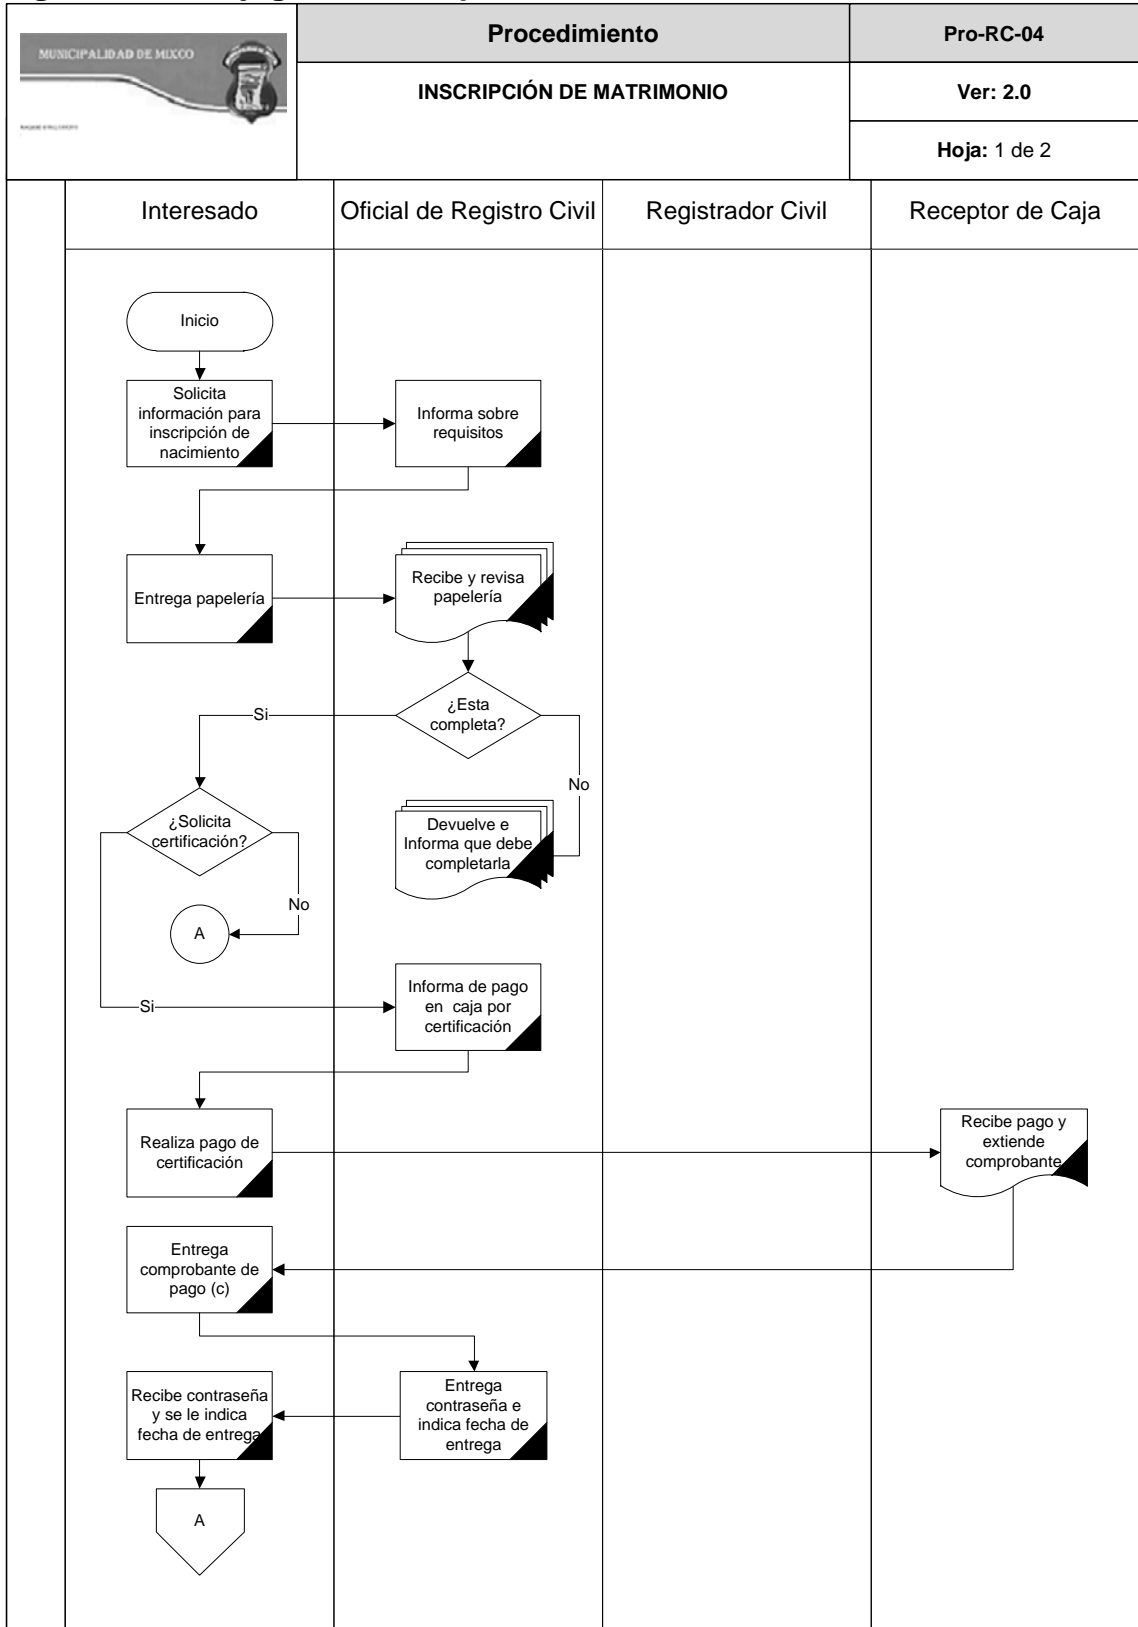 MUNICIPALIDAD DE MIXCO
Procedimiento
Pro-RC-04
INSCRIPCIÓN DE MATRIMONIO
Ver: 2.0
Hoja: 1 de 2
Interesado
Oficial de Registro Civil
Registrador Civil
Receptor de Caja
Inicio
Solicita
información para
inscripción de
nacimiento
Informa sobre
requisitos
Entrega papelería
Recibe y revisa
papelería
¿Esta
completa?
Si
No
¿Solicita
certificación?
Devuelve e
Informa que debe
completarla
No
A
Si
Informa de pago
en caja por
certificación
Realiza pago de
certificación
Recibe pago y
extiende
comprobante
Entrega
comprobante de
pago (c)
Recibe contraseña
y se le indica
fecha de entrega
Entrega
contraseña e
indica fecha de
entrega
A